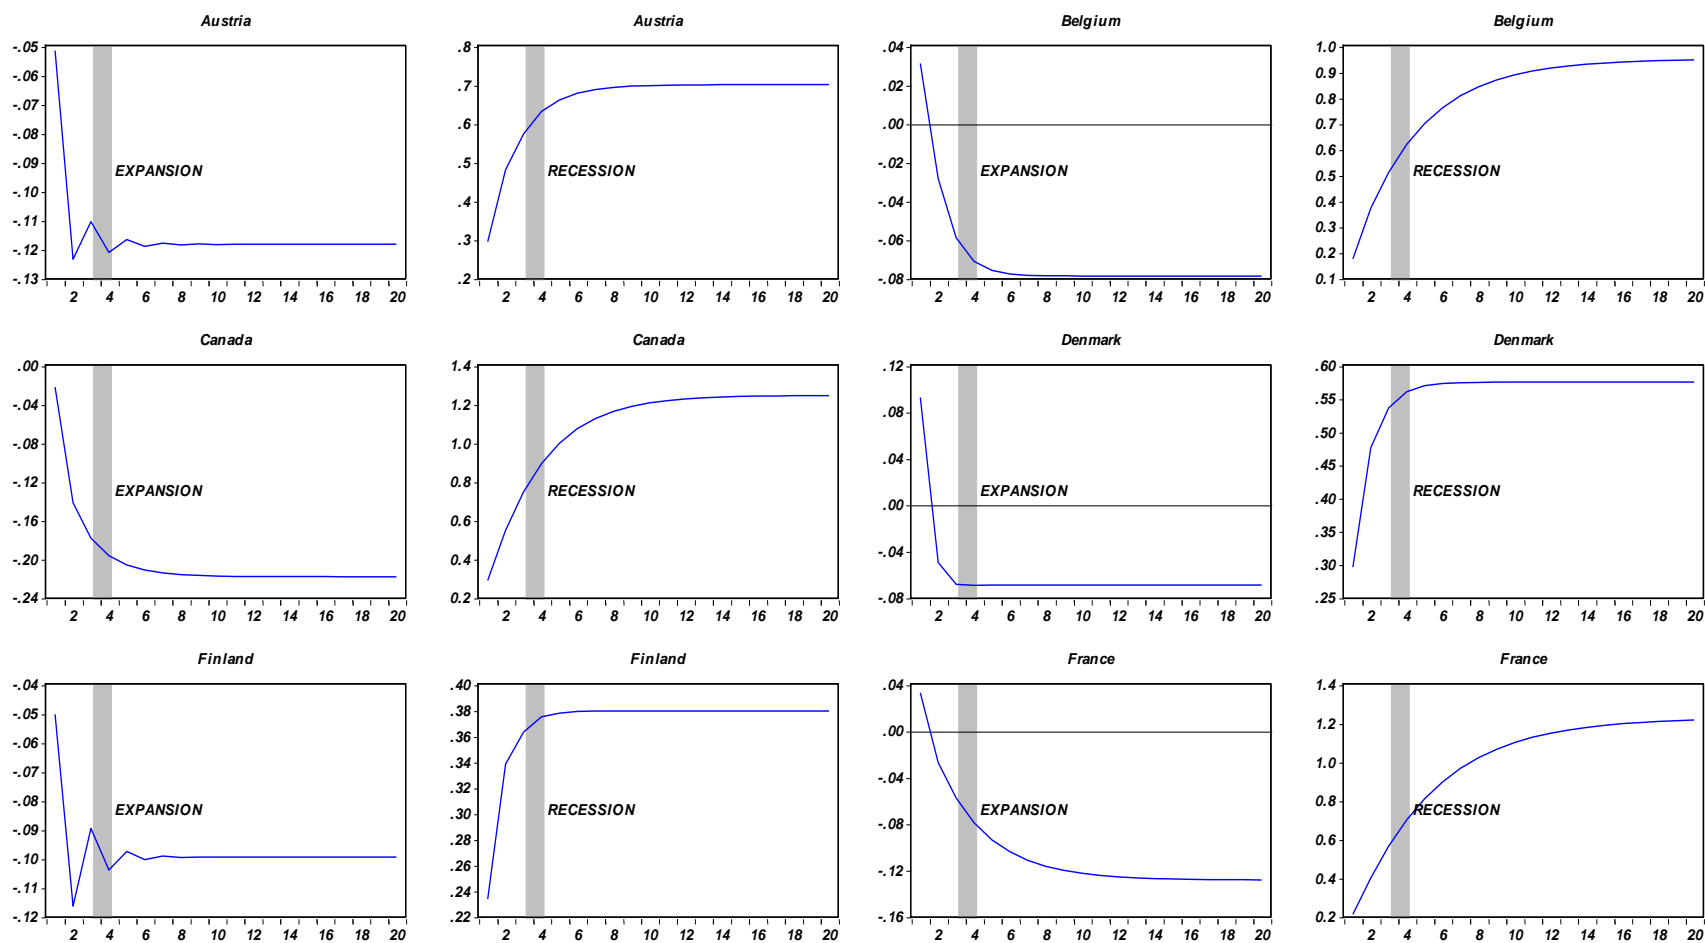 Austria Austria Belgium Belgium
-.05 .8 .04 1.0
-.06 .7 .02 0.9
-.07 .6 .00 0.8
-.08 .5 -.02 0.7
-.09 .4 -.04 0.6
-.10 .3 -.06 0.5
-.11 .2 -.08 0.4
-.12 0.3
-.13 0.2
0.1
EXPANSION RECESSION EXPANSION RECESSION
2 4 6 8 10 12 14 16 18 20 2 4 6 8 10 12 14 16 18 20 2 4 6 8 10 12 14 16 18 20 2 4 6 8 10 12 14 16 18 20
Canada Canada Denmark Denmark
.00 1.4 .12 .60
-.04 1.2 .08 .55
-.08 1.0 .04 .50
-.12 0.8 .00 .45
-.16 0.6 -.04 .40
-.20 0.4 -.08 .35
-.24 0.2 .30
.25
EXPANSION RECESSION EXPANSION RECESSION
2 4 6 8 10 12 14 16 18 20 2 4 6 8 10 12 14 16 18 20 2 4 6 8 10 12 14 16 18 20 2 4 6 8 10 12 14 16 18 20
Finland Finland France France
-.04 .40 .04 1.4
-.05 .38 .00 1.2
-.06 .36 -.04 1.0
-.07 .34 -.08 0.8
-.08 .32 -.12 0.6
-.09 .30 -.16 0.4
-.10 .28 0.2
-.11 .26
-.12 .24
.22
EXPANSION RECESSION EXPANSION RECESSION
2 4 6 8 10 12 14 16 18 20 2 4 6 8 10 12 14 16 18 20 2 4 6 8 10 12 14 16 18 20 2 4 6 8 10 12 14 16 18 20